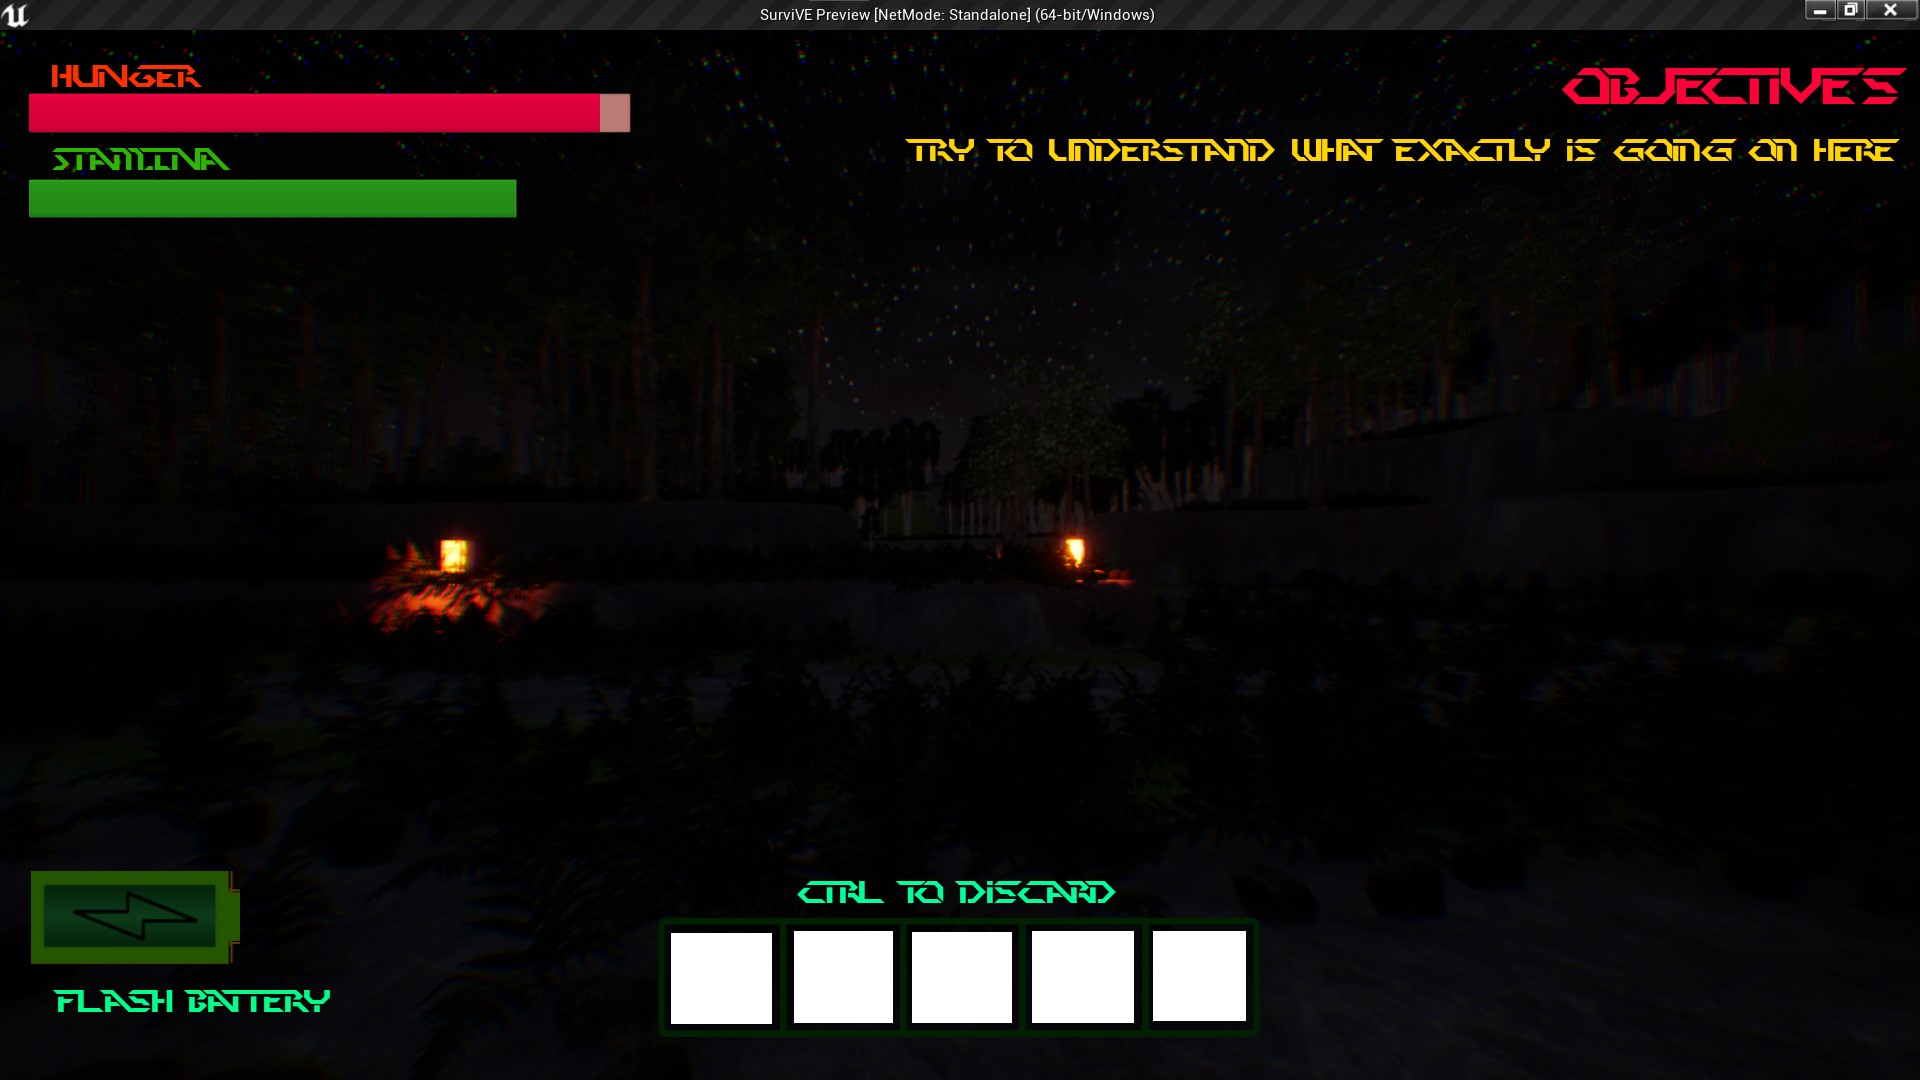 SurviVE Preview [NetMode: Standalone] (64-bit/Windows)
HUNGER
OBJECTIVES
TRY TO UNDERSTAND WHAT EXACTLY IS GOING ON HERE
STAMINA
CTRL TO DISCARD
FLASH BATTERY